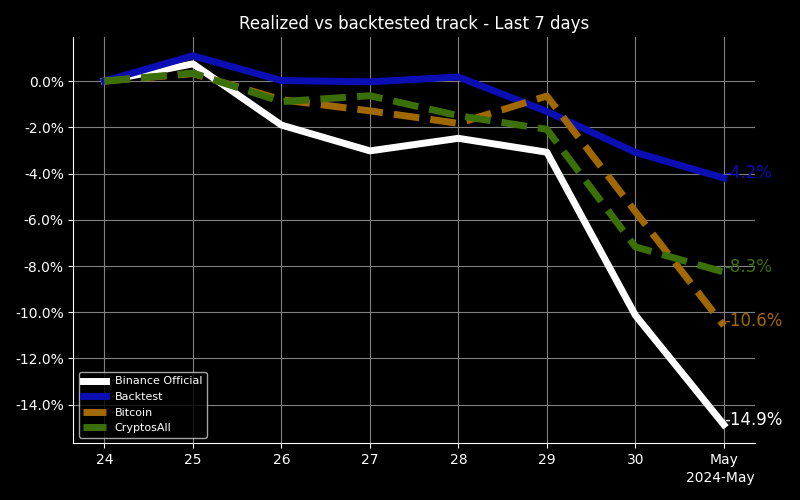 Realized vs backtested track - Last 7 days
0.0%
-2.0%
-4.0%
-6.0%
-8.0%
-10.0%
-12.0%
-14.0%
-4.2%
-8.3%
-10.6%
-14.9%
Binance Official
Backtest
Bitcoin
CryptosAll
24 25 26 27 28 29 30 May
2024-May